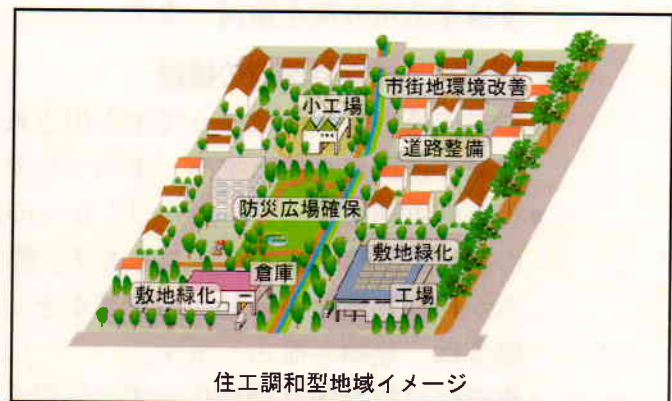 市街地環境改善
小工場
道路整備
防災広場確保
敷地緑化
倉庫
敷地緑化
工場
住工調和型地域イメージ